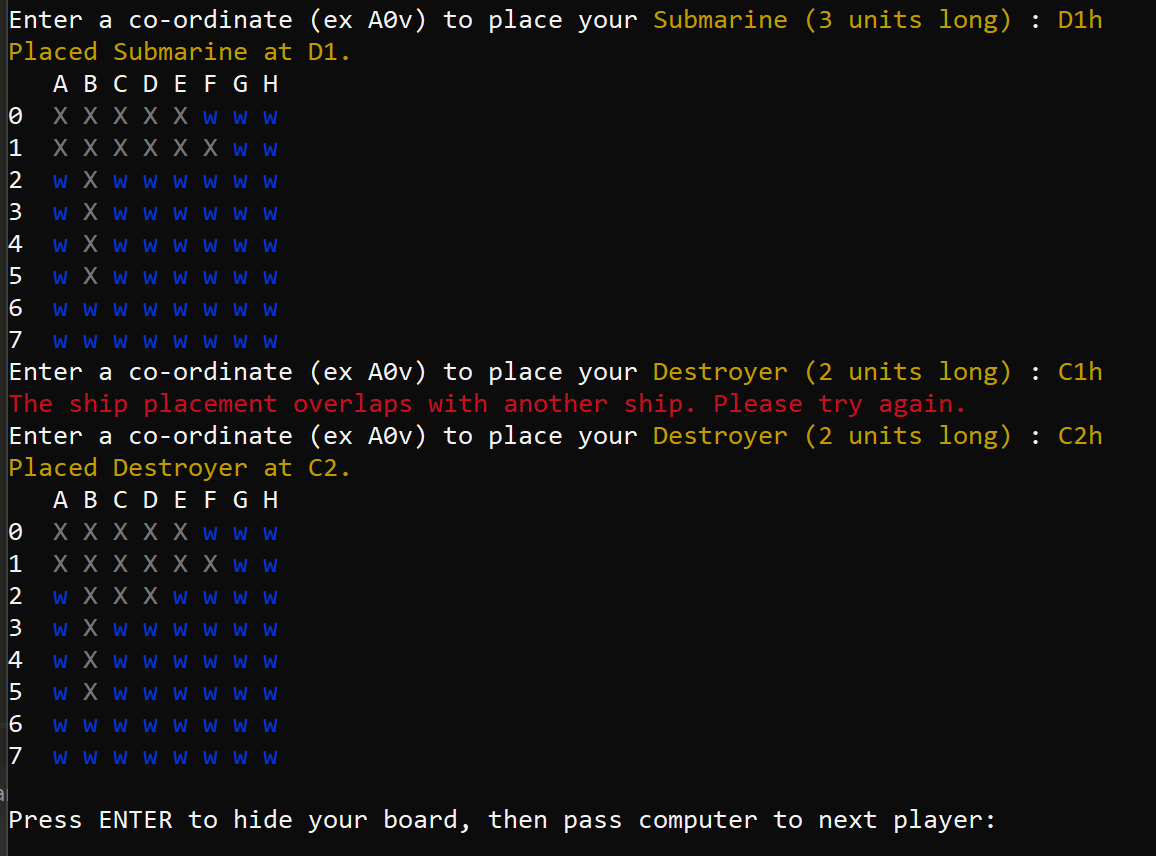 Enter a co-ordinate (ex A0v) to place your Submarine (3 units long) : D1h
Placed Submarine at D1.
A B C D E F G H
0 X X X X X w w w
1 X X X X X X w w
2 w X w w w w w w
3 w X w w w w w w
4 w X w w w w w w
5 w X w w w w w w
6 w w w w w w w w
7 w w w w w w w w
Enter a co-ordinate (ex A0v) to place your Destroyer (2 units long) : C1h
The ship placement overlaps with another ship. Please try again.
Enter a co-ordinate (ex A0v) to place your Destroyer (2 units long) : C2h
Placed Destroyer at C2.
A B C D E F G H
0 X X X X X w w w
1 X X X X X X w w
2 w X X X w w w w
3 w X w w w w w w
4 w X w w w w w w
5 w X w w w w w w
6 w w w w w w w w
7 w w w w w w w w
Press ENTER to hide your board, then pass computer to next player: